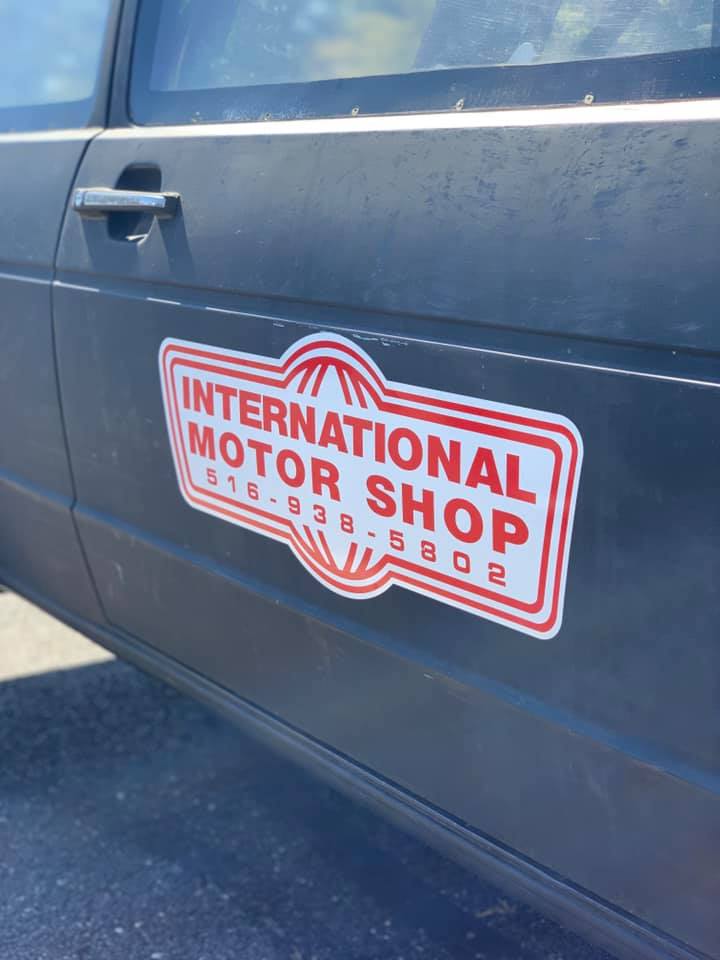 INTERNATIONAL
MOTOR SHOP
516-938-5802